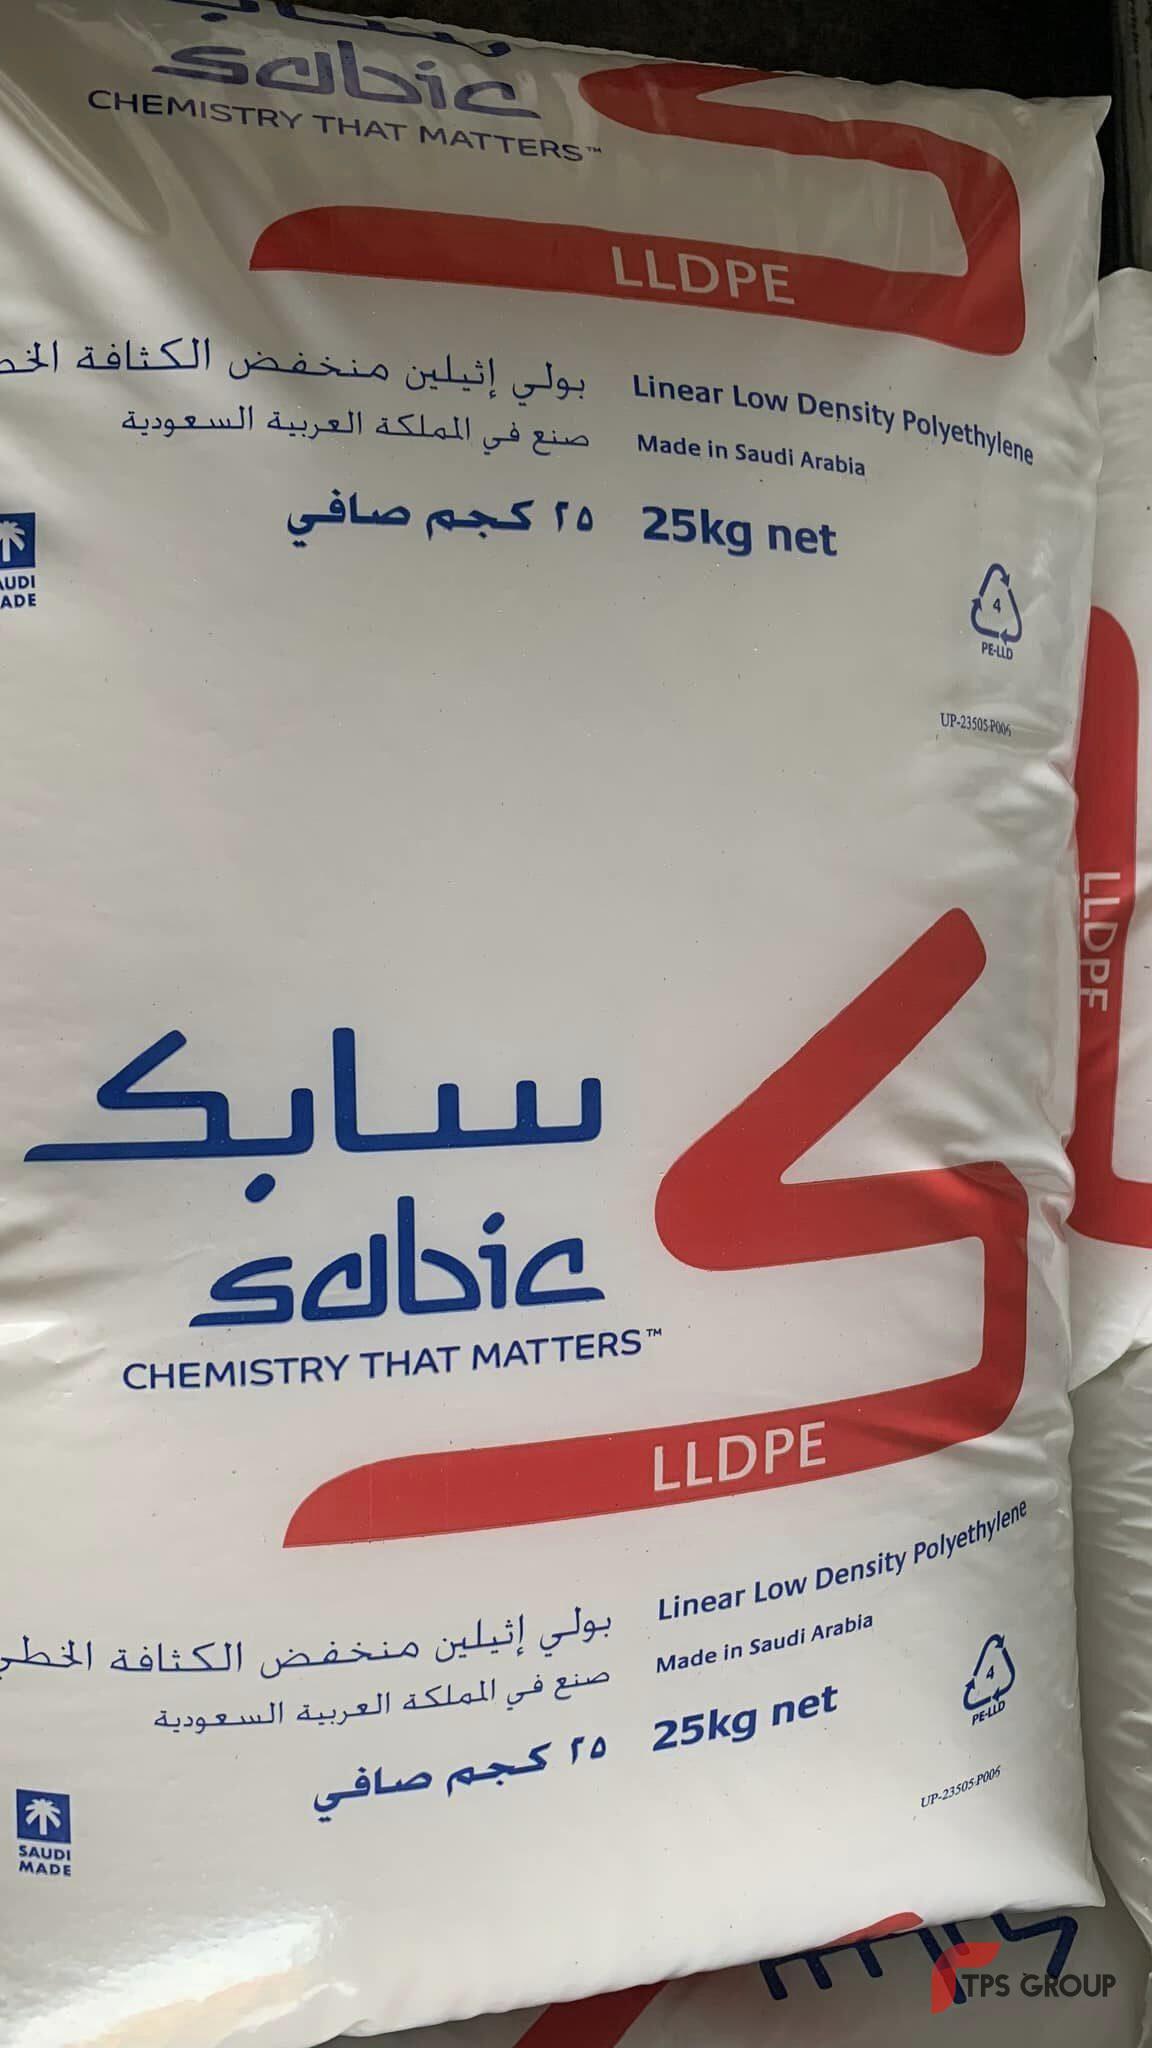 sabic
CHEMISTRY THAT MATTERS™
LLDPE
بولي إثيلين منخفض الكثافة
Linear Low Density Polyethylene
صنع في المملكة العربية السعودية
Made in Saudi Arabia
٢٥ كجم صافي
25kg net
4
PE-LLD
UP-23505-P006
LLDPE
سابك
sabic
CHEMISTRY THAT MATTERS™
LLDPE
بولي إثيلين منخفض الكثافة الخطي
Linear Low Density Polyethylene
صنع في المملكة العربية السعودية
Made in Saudi Arabia
٢٥ كجم صافي
25kg net
4
PE-LLD
UP-23505-P006
SAUDI
MADE
TPS GROUP